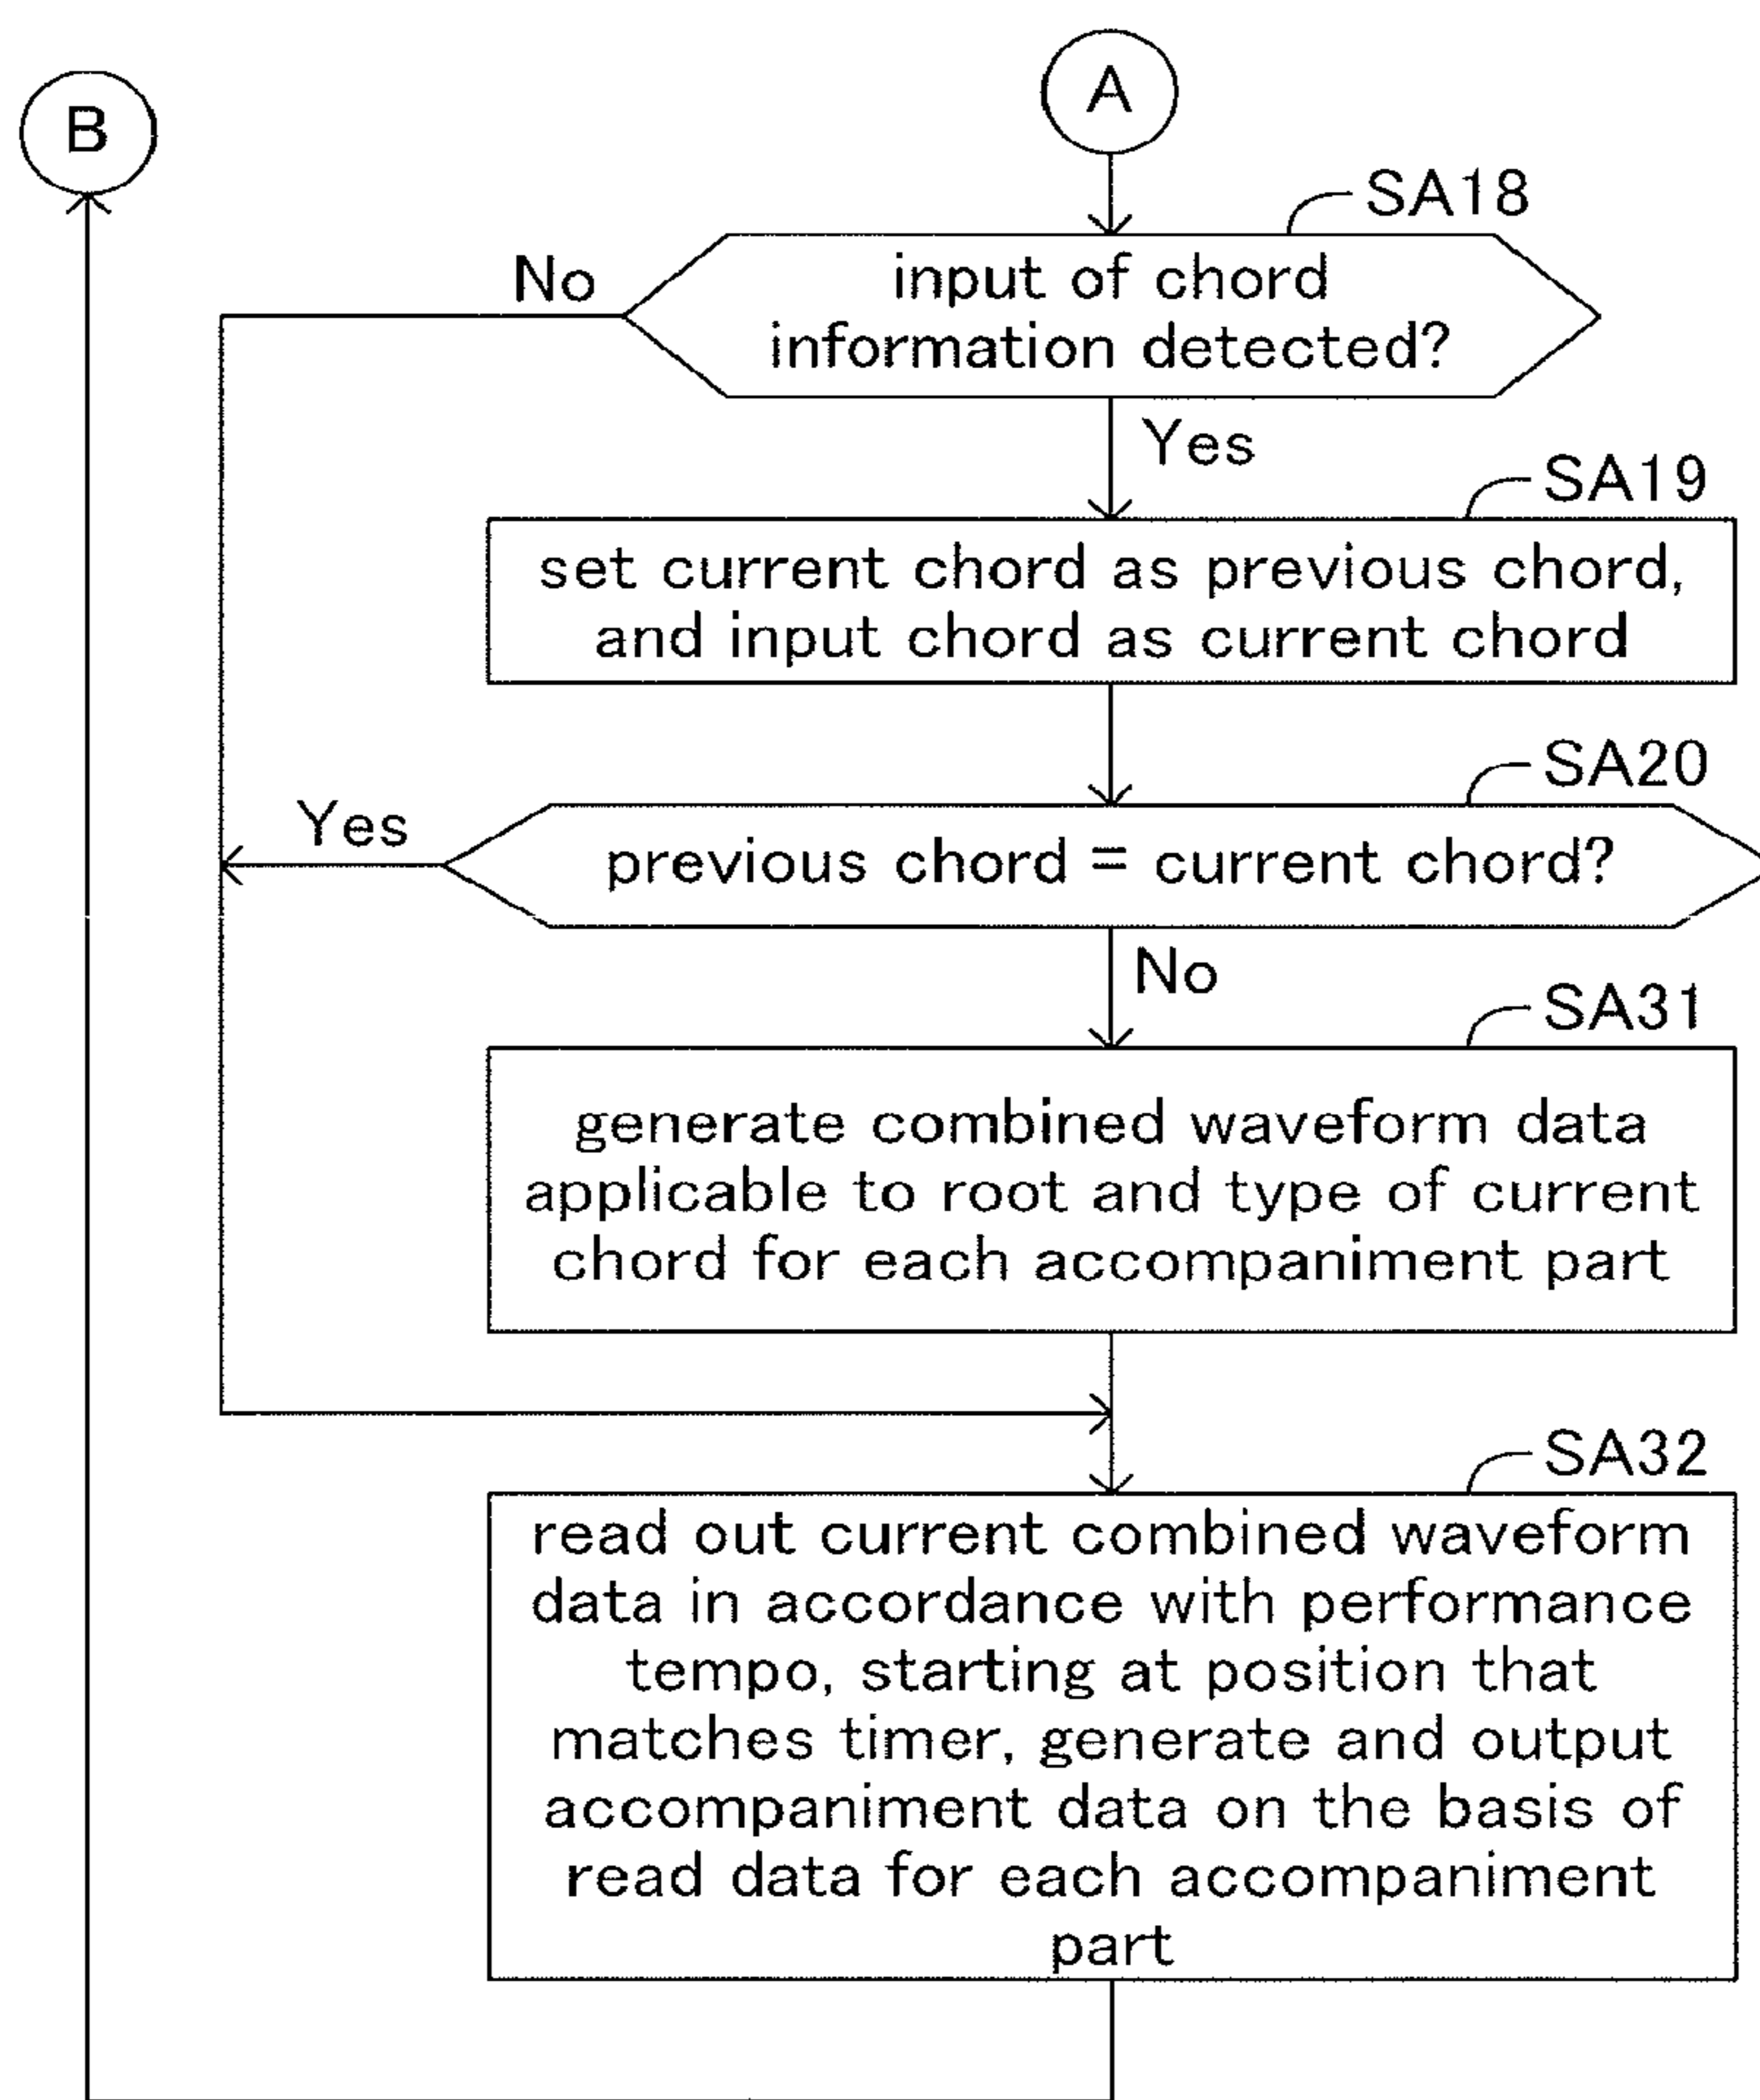 B
A
SA18
No
input of chord
information detected?
Yes
SA19
set current chord as previous chord,
and input chord as current chord
SA20
Yes
previous chord = current chord?
No
SA31
generate combined waveform data
applicable to root and type of current
chord for each accompaniment part
SA32
read out current combined waveform
data in accordance with performance
tempo, starting at position that
matches timer, generate and output
accompaniment data on the basis of
read data for each accompaniment
part